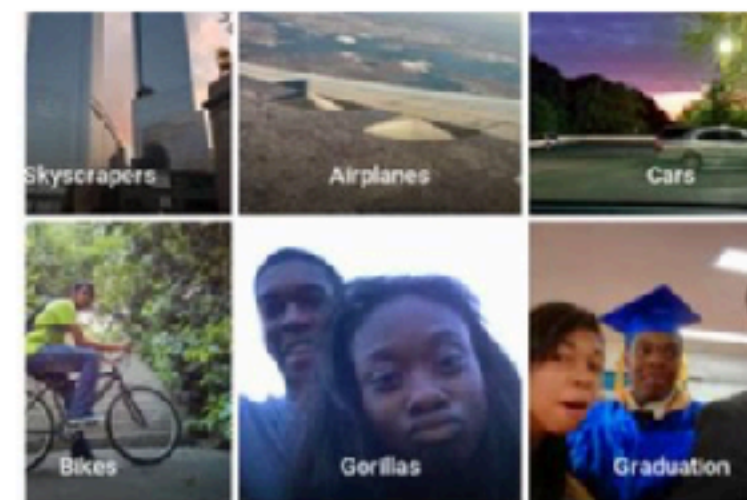 Skyscrapers
Airplanes
Cars
Bikes
Gorillas
Graduation